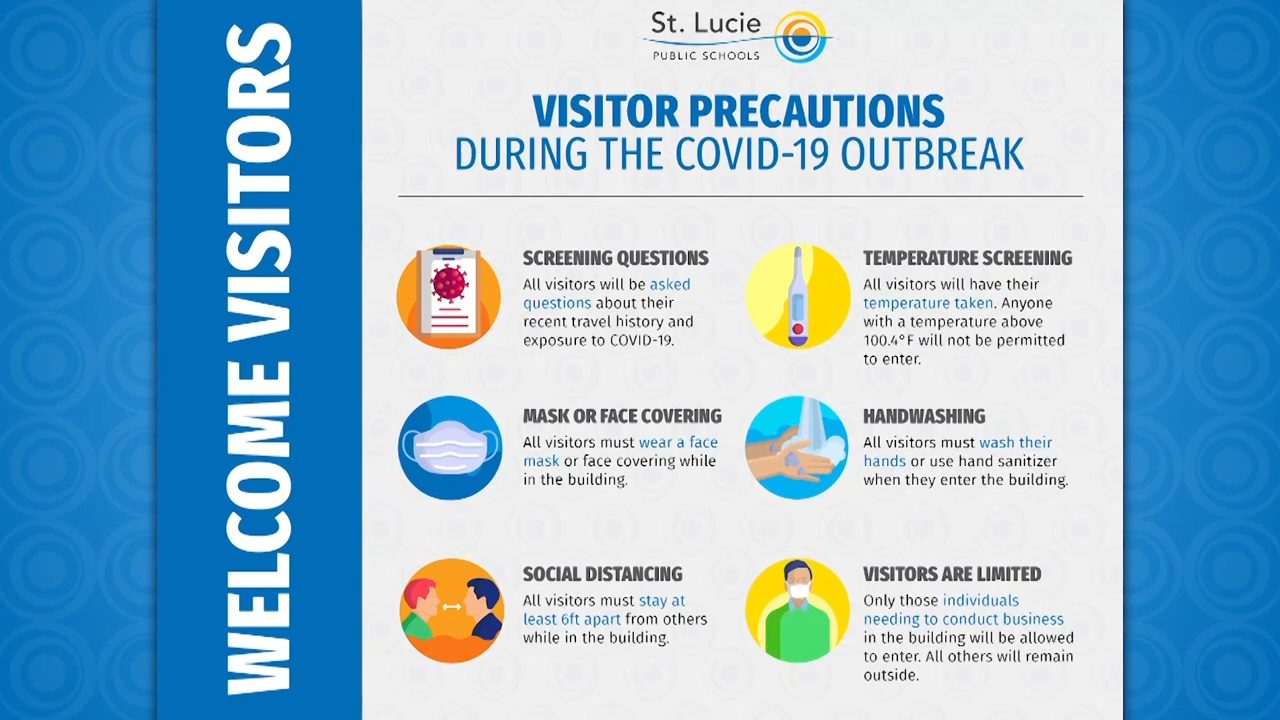 WELCOME VISITORS
St. Lucie
PUBLIC SCHOOLS
VISITOR PRECAUTIONS
DURING THE COVID-19 OUTBREAK
SCREENING QUESTIONS
All visitors will be asked
questions about their
recent travel history and
exposure to COVID-19.
TEMPERATURE SCREENING
All visitors will have their
temperature taken. Anyone
with a temperature above
100.4°F will not be permitted
to enter.
MASK OR FACE COVERING
All visitors must wear a face
mask or face covering while
in the building.
HANDWASHING
All visitors must wash their
hands or use hand sanitizer
when they enter the building.
SOCIAL DISTANCING
All visitors must stay at
least 6ft apart from others
while in the building.
VISITORS ARE LIMITED
Only those individuals
needing to conduct business
in the building will be allowed
to enter. All others will remain
outside.